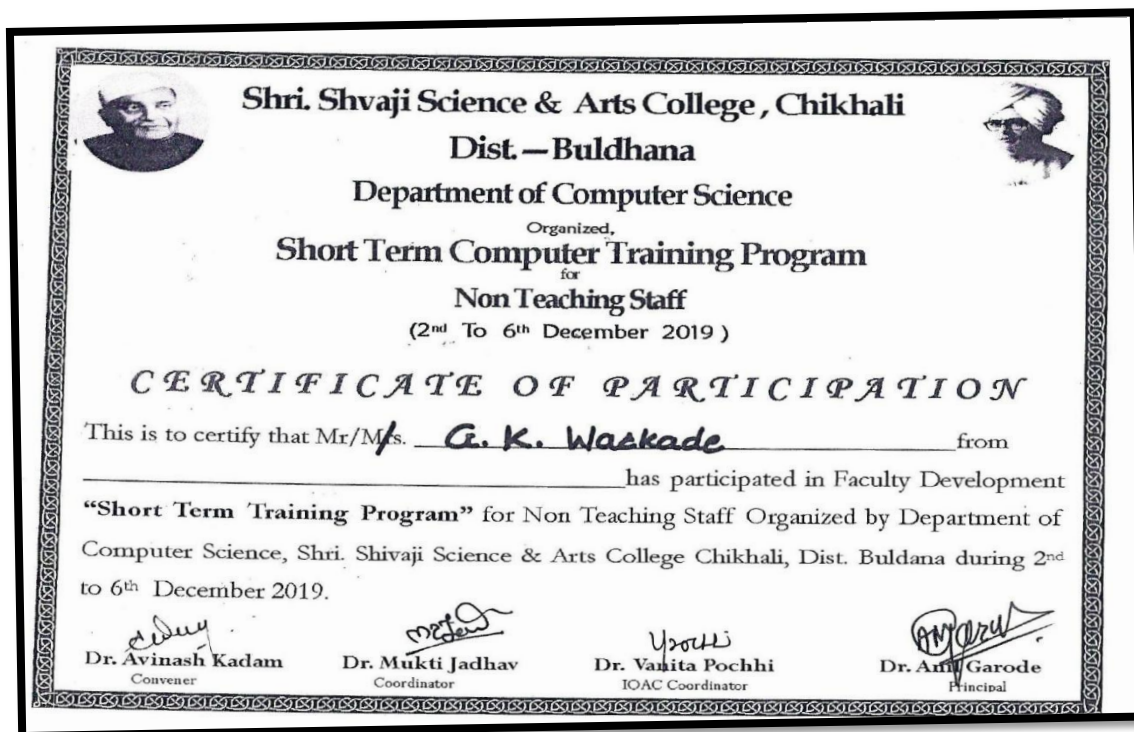 Shri. Shvaji Science & Arts College, Chikhali
Dist.—Buldhana
Department of Computer Science
Organized,
Short Term Computer Training Program
for
Non Teaching Staff
(2nd To 6th December 2019)
CERTIFICATE OF PARTICIPATION
This is to certify that Mr/Ms. G. K. Waskade from
has participated in Faculty Development
“Short Term Training Program” for Non Teaching Staff Organized by Department of
Computer Science, Shri. Shivaji Science & Arts College Chikhali, Dist. Buldana during 2nd
to 6th December 2019.
Dr. Avinash Kadam Dr. Mukti Jadhav Dr. Vanita Pochhi Dr. Anil Garode
Convener Coordinator IOAC Coordinator Principal